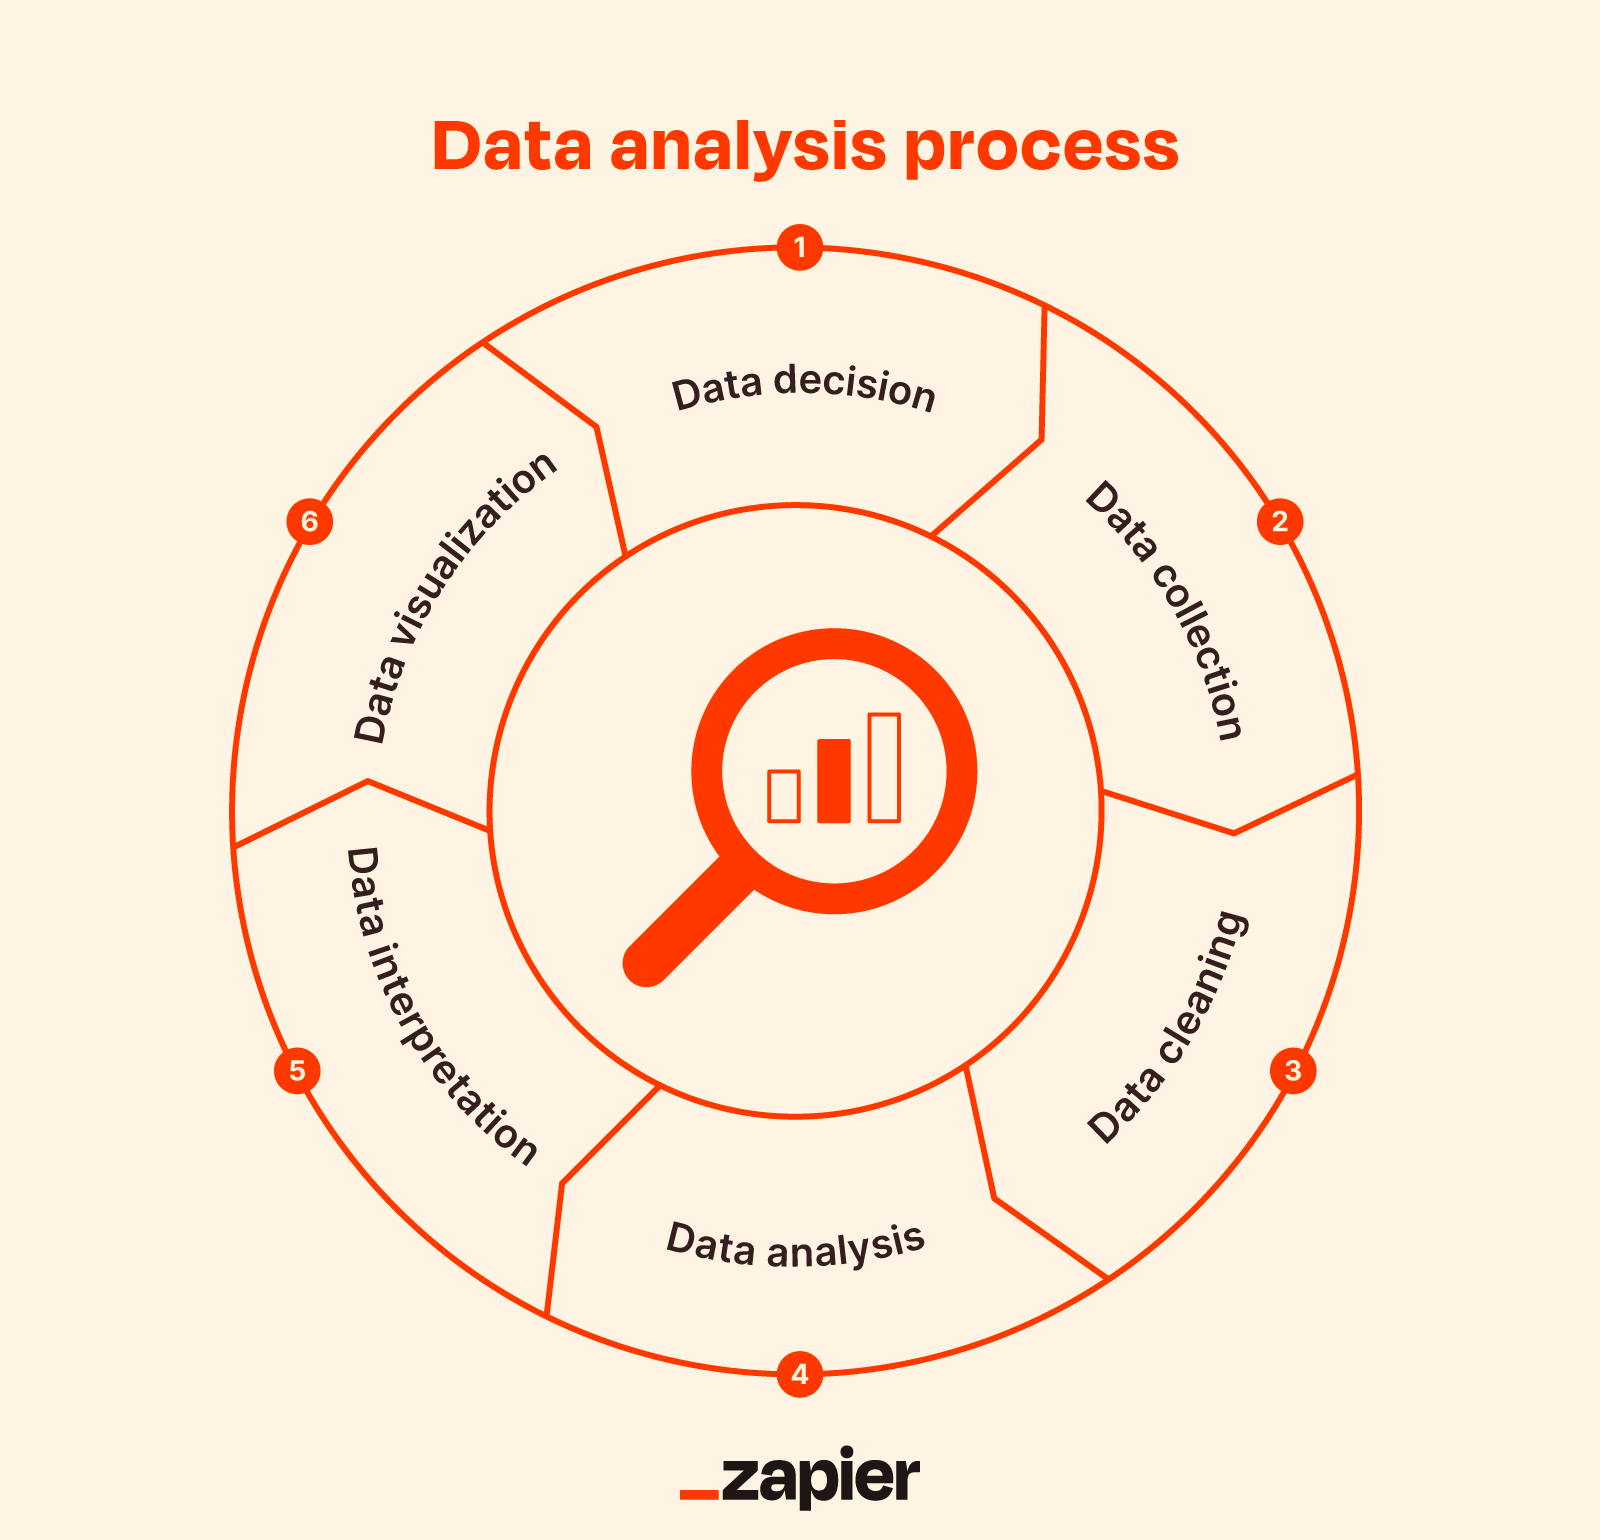 Data analysis process
1
Data decision
2
Data collection
3
Data cleaning
4
Data analysis
5
Data interpretation
6
Data visualization
_zapier